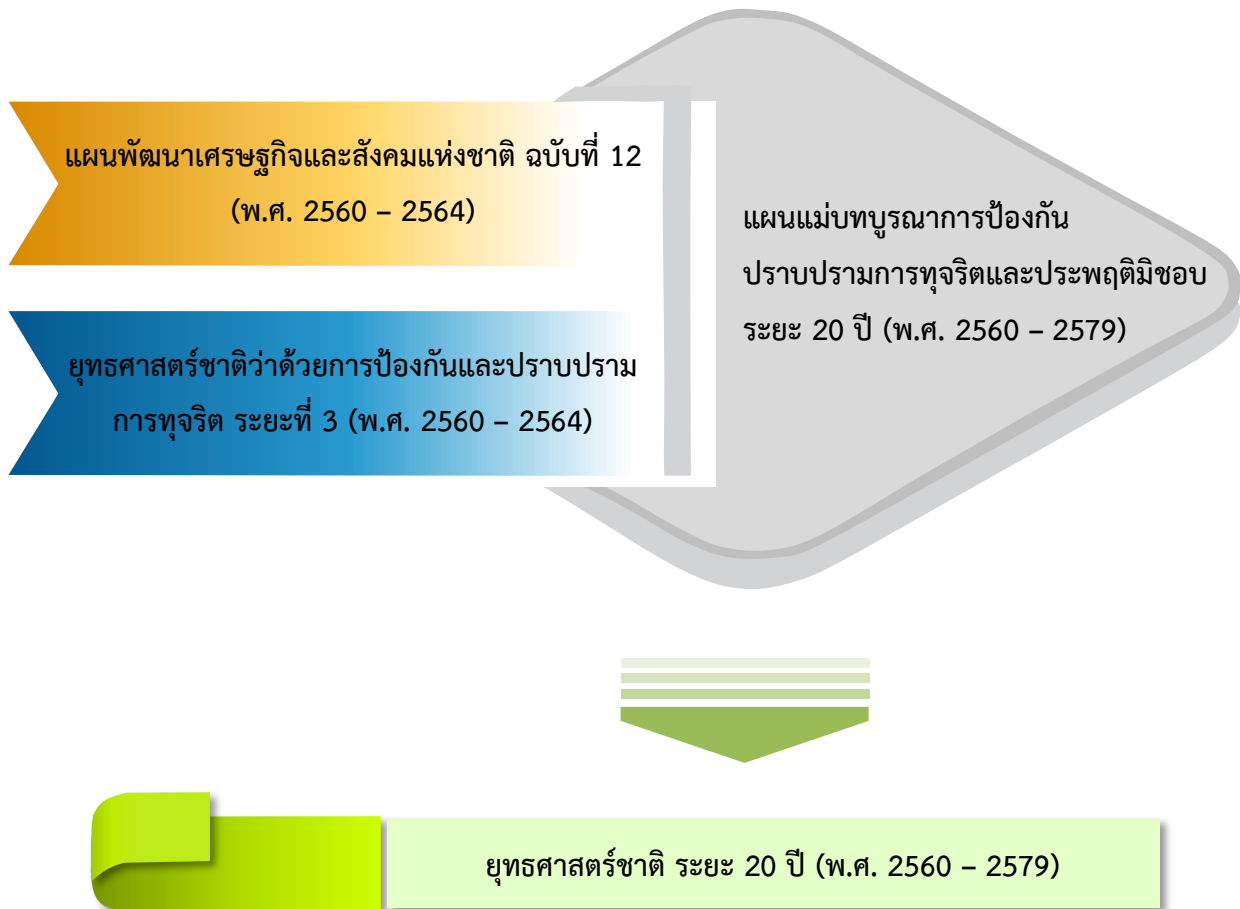 แผนพัฒนาเศรษฐกิจและสังคมแห่งชาติ ฉบับที่ 12
(พ.ศ. 2560 – 2564)
ยุทธศาสตร์ชาติว่าด้วยการป้องกันและปราบปราม
การทุจริต ระยะที่ 3 (พ.ศ. 2560 – 2564)
แผนแม่บทบูรณาการป้องกัน
ปราบปรามการทุจริตและประพฤติมิชอบ
ระยะ 20 ปี (พ.ศ. 2560 – 2579)
ยุทธศาสตร์ชาติ ระยะ 20 ปี (พ.ศ. 2560 – 2579)